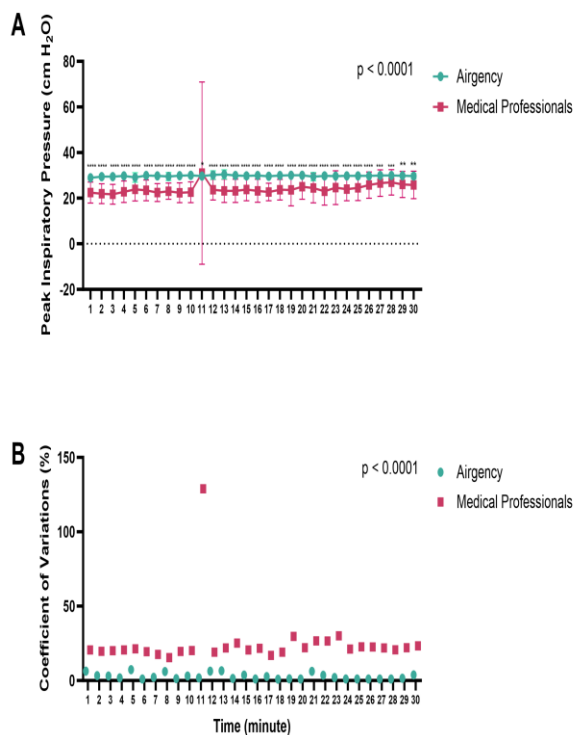 A
Peak Inspiratory Pressure (cm H₂O)
80
60
40
20
0
-20
p < 0.0001
Airgency
Medical Professionals
**** **** **** **** **** **** **** **** **** **** * **** **** **** **** **** **** **** **** **** **** **** **** **** **** **** *** *** ** **
1 2 3 4 5 6 7 8 9 10 11 12 13 14 15 16 17 18 19 20 21 22 23 24 25 26 27 28 29 30
B
Coefficient of Variations (%)
150
100
50
0
p < 0.0001
Airgency
Medical Professionals
1 2 3 4 5 6 7 8 9 10 11 12 13 14 15 16 17 18 19 20 21 22 23 24 25 26 27 28 29 30
Time (minute)